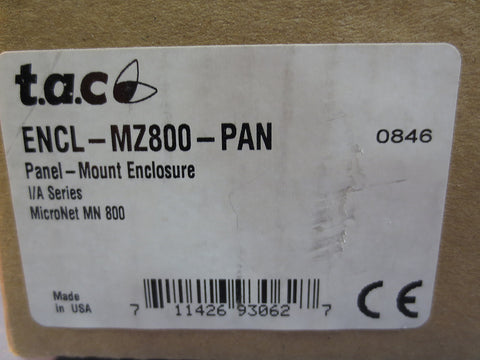 t.a.c
ENCL-MZ800-PAN 0846
Panel-Mount Enclosure
I/A Series
MicroNet MN 800
Made
in USA
7 11426 93062 7
CE